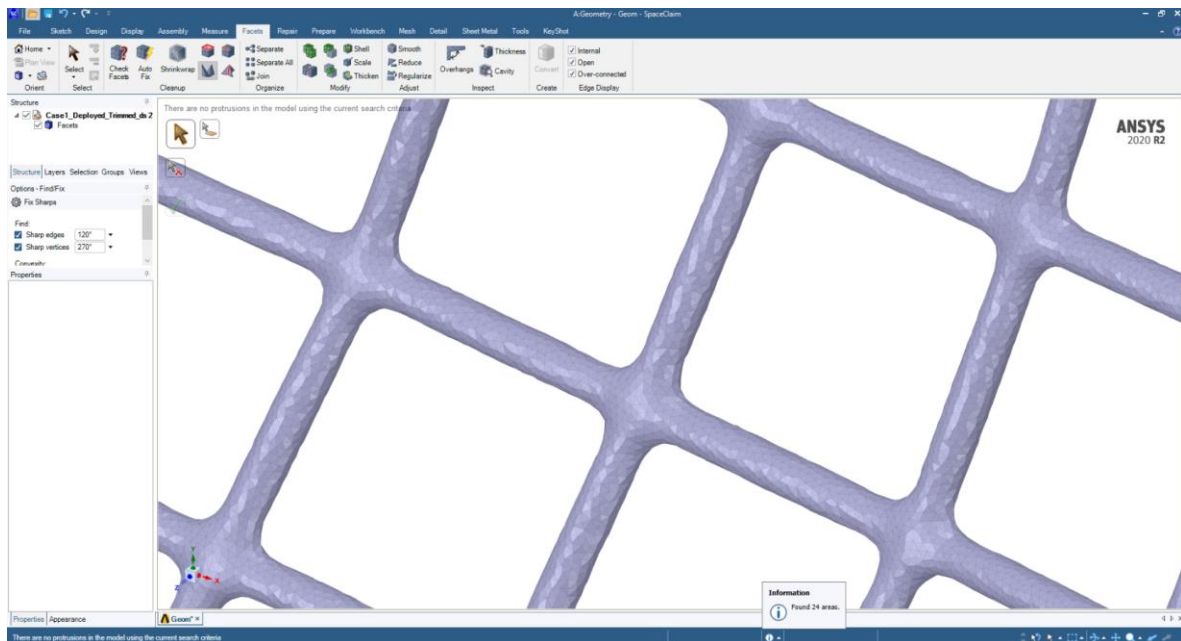 A:Geometry - Geom - SpaceClaim
File Sketch Design Display Assembly Measure Facets Repair Prepare Workbench Mesh Detail Sheet Metal Tools KeyShot
Home
Plan View
Orient
Select
Select
Check Facets
Auto Fix
Shrinkwrap
Cleanup
Separate
Separate All
Join
Organize
Shell
Scale
Thicken
Modify
Smooth
Reduce
Regularize
Adjust
Overhangs
Thickness
Cavity
Inspect
Convert
Create
Internal
Open
Over-connected
Edge Display
Structure
Case1_Deployed_Trimmed_ds 2
Facets
Structure Layers Selection Groups Views
Options - Find/Fix
Fix Sharps
Find:
Sharp edges 120°
Sharp vertices 270°
Convexity:
Properties
There are no protrusions in the model using the current search criteria
ANSYS
2020 R2
Y
X
Z
Information
Found 24 areas.
Properties Appearance
Geom*
There are no protrusions in the model using the current search criteria